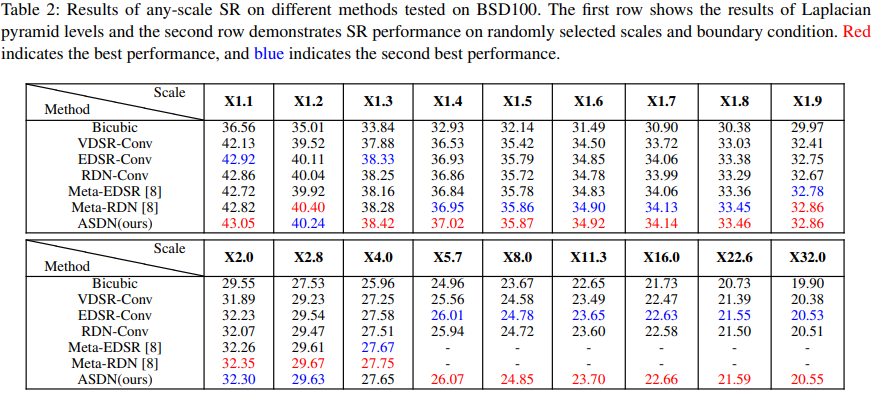 Table 2: Results of any-scale SR on different methods tested on BSD100. The first row shows the results of Laplacian
pyramid levels and the second row demonstrates SR performance on randomly selected scales and boundary condition. Red
indicates the best performance, and blue indicates the second best performance.
Scale
Method X1.1 X1.2 X1.3 X1.4 X1.5 X1.6 X1.7 X1.8 X1.9
Bicubic 36.56 35.01 33.84 32.93 32.14 31.49 30.90 30.38 29.97
VDSR-Conv 42.13 39.52 37.88 36.53 35.42 34.50 33.72 33.03 32.41
EDSR-Conv 42.92 40.11 38.33 36.93 35.79 34.85 34.06 33.38 32.75
RDN-Conv 42.86 40.04 38.25 36.86 35.72 34.78 33.99 33.29 32.67
Meta-EDSR [8] 42.72 39.92 38.16 36.84 35.78 34.83 34.06 33.36 32.78
Meta-RDN [8] 42.82 40.40 38.28 36.95 35.86 34.90 34.13 33.45 32.86
ASDN(ours) 43.05 40.24 38.42 37.02 35.87 34.92 34.14 33.46 32.86
Scale
Method X2.0 X2.8 X4.0 X5.7 X8.0 X11.3 X16.0 X22.6 X32.0
Bicubic 29.55 27.53 25.96 24.96 23.67 22.65 21.73 20.73 19.90
VDSR-Conv 31.89 29.23 27.25 25.56 24.58 23.49 22.47 21.39 20.38
EDSR-Conv 32.23 29.54 27.58 26.01 24.78 23.65 22.63 21.55 20.53
RDN-Conv 32.07 29.47 27.51 25.94 24.72 23.60 22.58 21.50 20.51
Meta-EDSR [8] 32.26 29.61 27.67 - - - - - -
Meta-RDN [8] 32.35 29.67 27.75 - - - - - -
ASDN(ours) 32.30 29.63 27.65 26.07 24.85 23.70 22.66 21.59 20.55